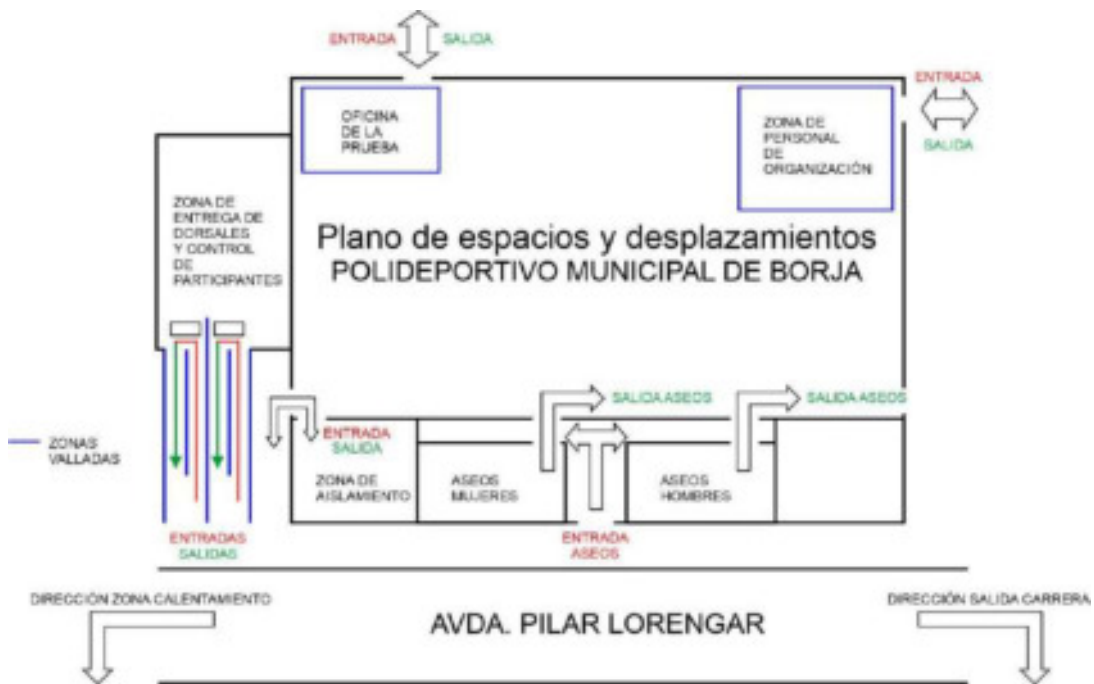 ENTRADA SALIDA
ENTRADA
SALIDA
OFICINA
DE LA
PRUEBA
ZONA DE
PERSONAL
DE
ORGANIZACIÓN
ZONA DE
ENTREGA DE
DORSALES
Y CONTROL
DE
PARTICIPANTES
Plano de espacios y desplazamientos
POLIDEPORTIVO MUNICIPAL DE BORJA
SALIDA ASEOS
SALIDA ASEOS
ENTRADA
SALIDA
ZONAS
VALLADAS
ZONA DE
AISLAMIENTO
ASEOS
MUJERES
ASEOS
HOMBRES
ENTRADAS
SALIDAS
ENTRADA
ASEOS
DIRECCIÓN ZONA CALENTAMIENTO
DIRECCIÓN SALIDA CARRERA
AVDA. PILAR LORENGAR